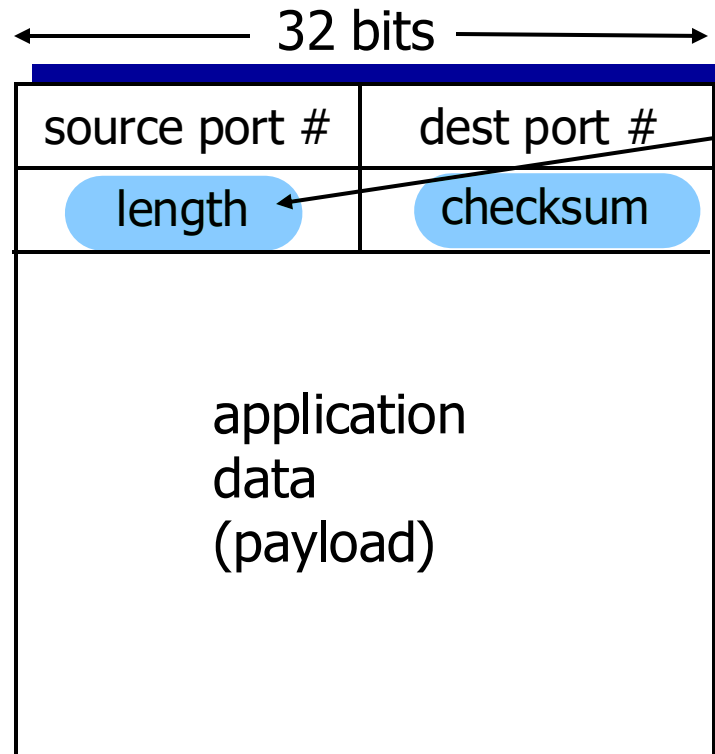 32 bits
source port #
dest port #
length
checksum
application
data
(payload)